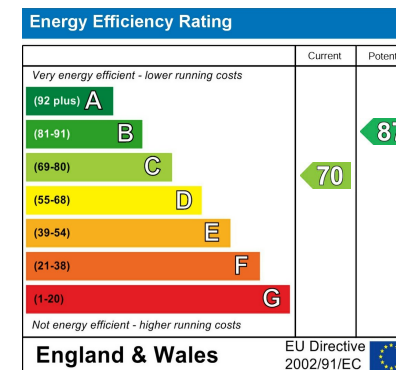 Energy Efficiency Rating
Current
Very energy efficient - lower running costs
(92 plus) A
(81-91) B
87
(69-80) C
70
(55-68) D
(39-54) E
(21-38) F
(1-20) G
Not energy efficient - higher running costs
England & Wales
EU Directive
2002/91/EC